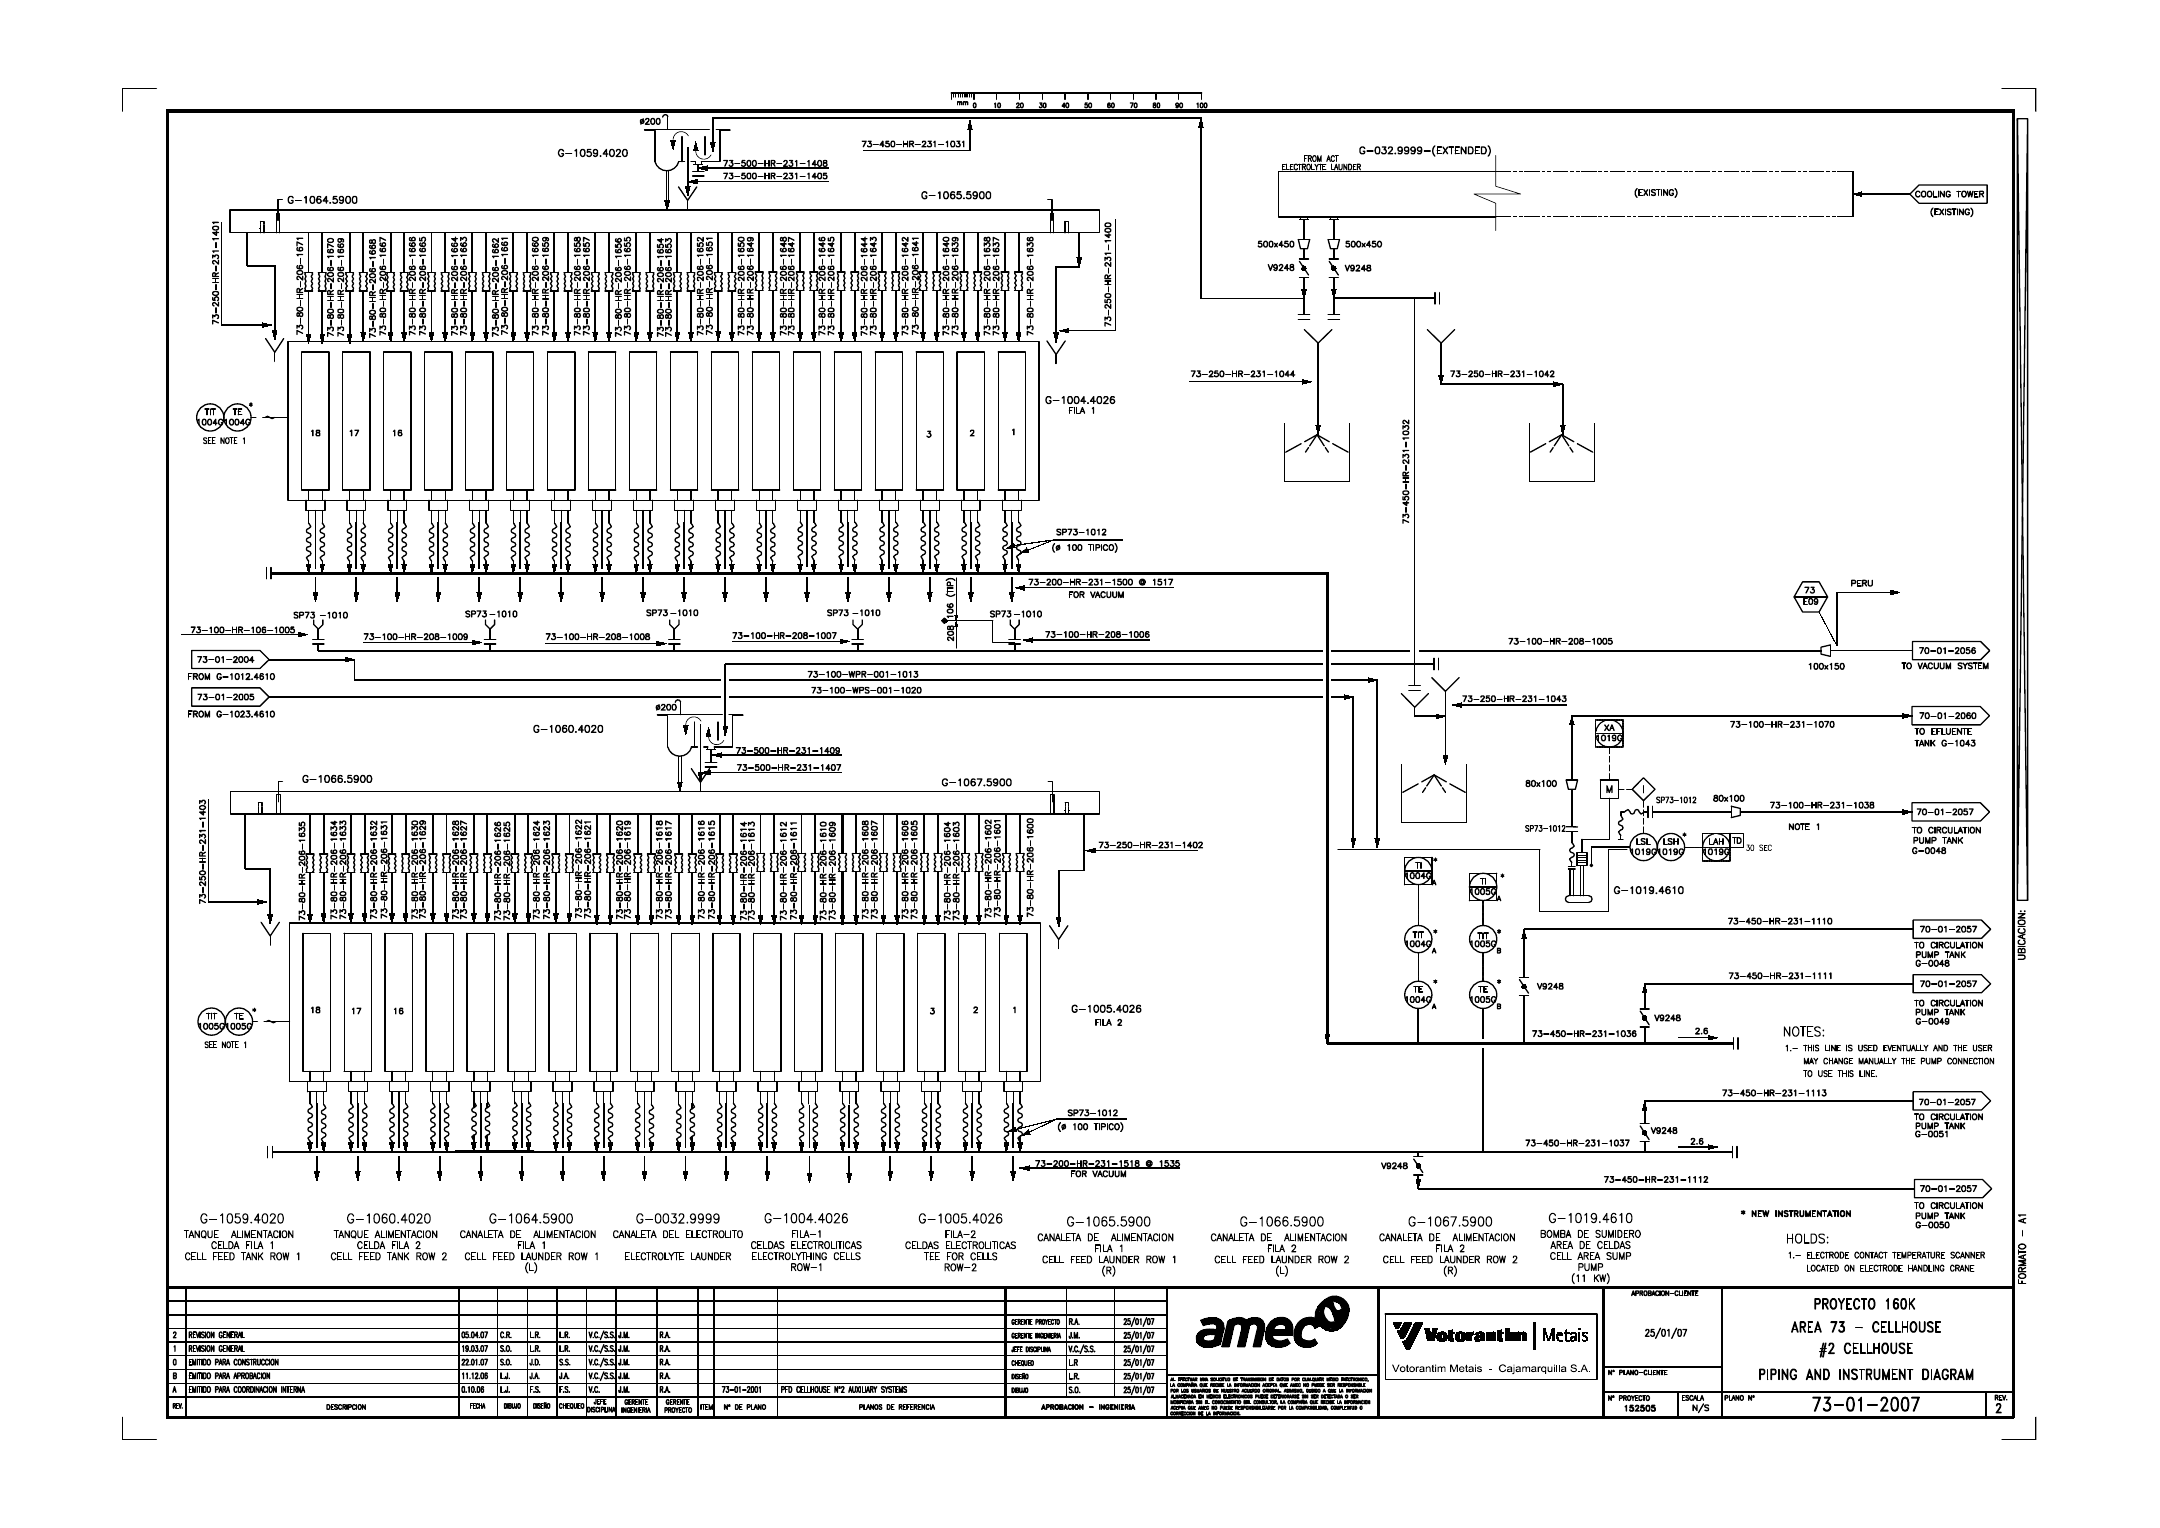 mm 0 10 20 30 40 50 60 70 80 90 100
ø200
G-1059.4020
73-450-HR-231-1031
73-500-HR-231-1408
73-500-HR-231-1405
G-1064.5900
G-1065.5900
73-250-HR-231-1401
73-80-HR-206-1671
73-80-HR-206-1670
73-80-HR-206-1669
73-80-HR-206-1668
73-80-HR-206-1667
73-80-HR-206-1666
73-80-HR-206-1665
73-80-HR-206-1664
73-80-HR-206-1663
73-80-HR-206-1662
73-80-HR-206-1661
73-80-HR-206-1660
73-80-HR-206-1659
73-80-HR-206-1658
73-80-HR-206-1657
73-80-HR-206-1656
73-80-HR-206-1655
73-80-HR-206-1654
73-80-HR-206-1653
73-80-HR-206-1652
73-80-HR-206-1651
73-80-HR-206-1650
73-80-HR-206-1649
73-80-HR-206-1648
73-80-HR-206-1647
73-80-HR-206-1646
73-80-HR-206-1645
73-80-HR-206-1644
73-80-HR-206-1643
73-80-HR-206-1642
73-80-HR-206-1641
73-80-HR-206-1640
73-80-HR-206-1639
73-80-HR-206-1638
73-80-HR-206-1637
73-80-HR-206-1636
73-250-HR-231-1400
G-032.9999-(EXTENDED)
FROM ACT
ELECTROLYTE LAUNDER
(EXISTING)
COOLING TOWER
(EXISTING)
500x450
500x450
V9248
V9248
73-250-HR-231-1044
73-250-HR-231-1042
73-450-HR-231-1032
TIT
1004G
TE
1004G
*
SEE NOTE 1
18
17
16
3
2
1
G-1004.4026
FILA 1
SP73-1012
(ø 100 TIPICO)
73-200-HR-231-1500 @ 1517
FOR VACUUM
SP73-1010
SP73-1010
SP73-1010
SP73-1010
SP73-1010
208 106 (TIP)
73-100-HR-106-1005
73-100-HR-208-1009
73-100-HR-208-1008
73-100-HR-208-1007
73-100-HR-208-1006
73-100-HR-208-1005
73
E09
PERU
100x150
70-01-2056
TO VACUUM SYSTEM
73-01-2004
FROM G-1012.4610
73-01-2005
FROM G-1023.4610
73-100-WPR-001-1013
73-100-WPS-001-1020
ø200
G-1060.4020
73-500-HR-231-1409
73-500-HR-231-1407
73-250-HR-231-1043
73-100-HR-231-1070
70-01-2060
TO EFLUENTE
TANK G-1043
XA
1019G
80x100
M
I
SP73-1012
80x100
73-100-HR-231-1038
NOTE 1
70-01-2057
TO CIRCULATION
PUMP TANK
G-0048
SP73-1012
LSL
1019G
LSH
1019G
*
LAH
1019G
TD
30 SEC
G-1019.4610
G-1066.5900
G-1067.5900
73-250-HR-231-1403
73-80-HR-206-1635
73-80-HR-206-1634
73-80-HR-206-1633
73-80-HR-206-1632
73-80-HR-206-1631
73-80-HR-206-1630
73-80-HR-206-1629
73-80-HR-206-1628
73-80-HR-206-1627
73-80-HR-206-1626
73-80-HR-206-1625
73-80-HR-206-1624
73-80-HR-206-1623
73-80-HR-206-1622
73-80-HR-206-1621
73-80-HR-206-1620
73-80-HR-206-1619
73-80-HR-206-1618
73-80-HR-206-1617
73-80-HR-206-1616
73-80-HR-206-1615
73-80-HR-206-1614
73-80-HR-206-1613
73-80-HR-206-1612
73-80-HR-206-1611
73-80-HR-206-1610
73-80-HR-206-1609
73-80-HR-206-1608
73-80-HR-206-1607
73-80-HR-206-1606
73-80-HR-206-1605
73-80-HR-206-1604
73-80-HR-206-1603
73-80-HR-206-1602
73-80-HR-206-1601
73-80-HR-206-1600
73-250-HR-231-1402
TI
1004G
*
A
TI
1005G
*
A
TIT
1004G
*
A
TIT
1005G
*
B
TE
1004G
*
A
TE
1005G
*
B
73-450-HR-231-1110
70-01-2057
TO CIRCULATION
PUMP TANK
G-0048
V9248
73-450-HR-231-1111
70-01-2057
TO CIRCULATION
PUMP TANK
G-0049
V9248
73-450-HR-231-1036
2.6
TIT
1005G
TE
1005G
*
SEE NOTE 1
18
17
16
3
2
1
G-1005.4026
FILA 2
NOTES:
1.- THIS LINE IS USED EVENTUALLY AND THE USER
MAY CHANGE MANUALLY THE PUMP CONNECTION
TO USE THIS LINE.
73-450-HR-231-1113
70-01-2057
TO CIRCULATION
PUMP TANK
G-0051
V9248
73-450-HR-231-1037
2.6
SP73-1012
(ø 100 TIPICO)
73-200-HR-231-1518 @ 1535
FOR VACUUM
V9248
73-450-HR-231-1112
70-01-2057
TO CIRCULATION
PUMP TANK
G-0050
UBICACION:
FORMATO - A1
G-1059.4020
TANQUE ALIMENTACION
CELDA FILA 1
CELL FEED TANK ROW 1
G-1060.4020
TANQUE ALIMENTACION
CELDA FILA 2
CELL FEED TANK ROW 2
G-1064.5900
CANALETA DE ALIMENTACION
FILA 1
CELL FEED LAUNDER ROW 1
(L)
G-0032.9999
CANALETA DEL ELECTROLITO
ELECTROLYTE LAUNDER
G-1004.4026
FILA-1
CELDAS ELECTROLITICAS
ELECTROLYTHING CELLS
ROW-1
G-1005.4026
FILA-2
CELDAS ELECTROLITICAS
TEE FOR CELLS
ROW-2
G-1065.5900
CANALETA DE ALIMENTACION
FILA 1
CELL FEED LAUNDER ROW 1
(R)
G-1066.5900
CANALETA DE ALIMENTACION
FILA 2
CELL FEED LAUNDER ROW 2
(L)
G-1067.5900
CANALETA DE ALIMENTACION
FILA 2
CELL FEED LAUNDER ROW 2
(R)
G-1019.4610
BOMBA DE SUMIDERO
AREA DE CELDAS
CELL AREA SUMP
PUMP
(11 KW)
* NEW INSTRUMENTATION
HOLDS:
1.- ELECTRODE CONTACT TEMPERATURE SCANNER
LOCATED ON ELECTRODE HANDLING CRANE
2 REVISION GENERAL 05.04.07 C.R. L.R. L.R. V.C./S.S. J.M. R.A.
1 REVISION GENERAL 19.03.07 S.O. L.R. L.R. V.C./S.S. J.M. R.A.
0 EMITIDO PARA CONSTRUCCION 22.01.07 S.O. J.D. S.S. V.C./S.S. J.M. R.A.
B EMITIDO PARA APROBACION 11.12.06 I.J. J.A. J.A. V.C./S.S. J.M. R.A.
A EMITIDO PARA COORDINACION INTERNA 0.10.06 I.J. F.S. F.S. V.C. J.M. R.A.
REV. DESCRIPCION FECHA DIBUJO DISEÑO CHEQUEO JEFE DISCIPLINA GERENTE INGENIERIA GERENTE PROYECTO
73-01-2001 PFD CELLHOUSE N°2 AUXILIARY SYSTEMS
ITEM N° DE PLANO PLANOS DE REFERENCIA
GERENTE PROYECTO R.A. 25/01/07
GERENTE INGENIERIA J.M. 25/01/07
JEFE DISCIPLINA V.C./S.S. 25/01/07
CHEQUEO L.R 25/01/07
DISEÑO L.R. 25/01/07
DIBUJO S.O. 25/01/07
APROBACION - INGENIERIA
amec
Votorantim | Metais
Votorantim Metais - Cajamarquilla S.A.
APROBACION-CLIENTE
25/01/07
N° PLANO-CLIENTE
N° PROYECTO
152505
ESCALA
N/S
PROYECTO 160K
AREA 73 - CELLHOUSE
#2 CELLHOUSE
PIPING AND INSTRUMENT DIAGRAM
PLANO N°
73-01-2007
REV.
2